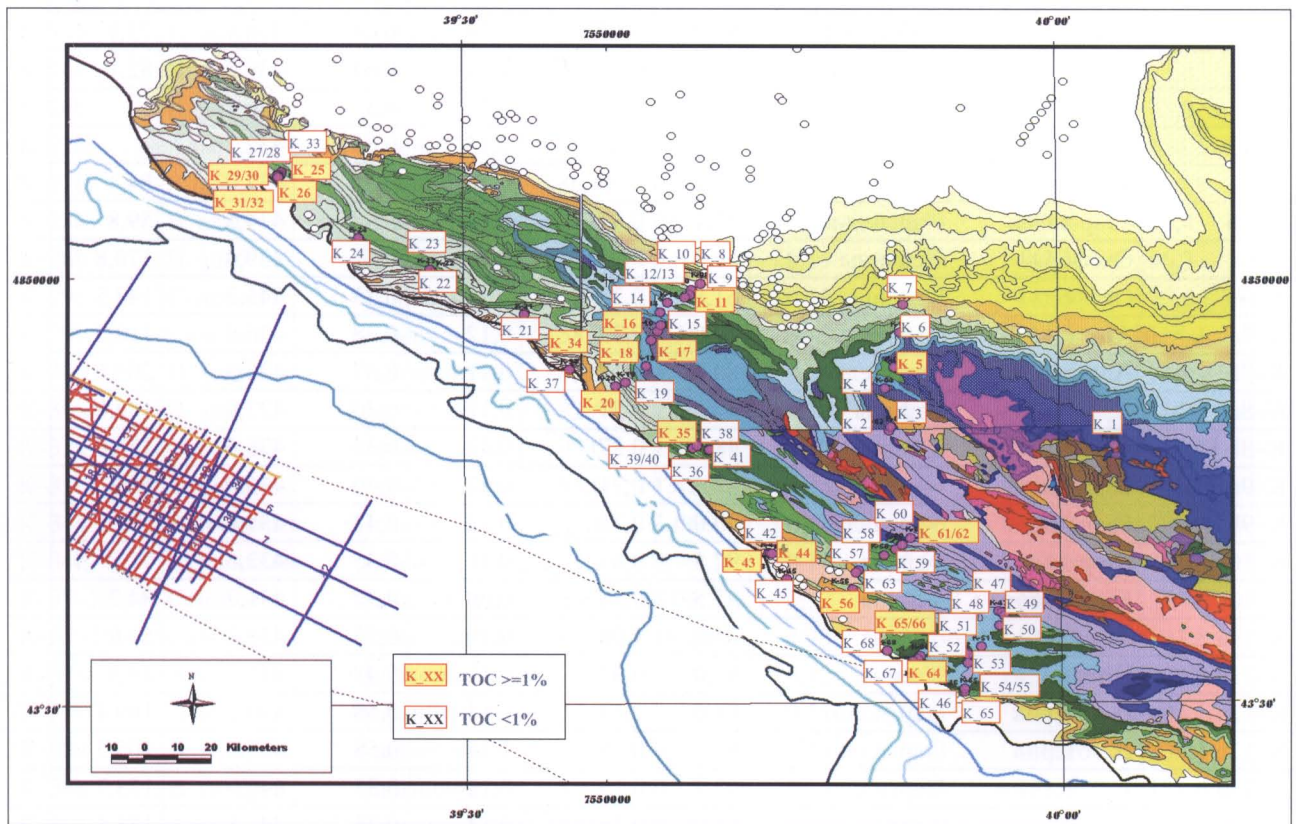 39°30'
7550000
40°00'
K_33
K_27/28
K_29/30
K_25
K_26
K_31/32
K_23
K_24
K_22
4850000
4850000
K_10
K_8
K_12/13
K_9
K_7
K_14
K_11
K_16
K_15
K_6
K_21
K_34
K_18
K_17
K_5
K_37
K_4
K_20
K_19
K_2
K_3
K_1
K_35
K_38
K_39/40
K_41
K_36
K_60
K_42
K_58
K_61/62
K_44
K_57
K_43
K_59
K_45
K_63
K_47
K_56
K_48
K_49
K_65/66
K_51
K_50
K_68
K_52
K_53
K_67
K_64
K_54/55
K_46
K_65
N
K_XX TOC >=1%
K_XX TOC <1%
10 0 10 20 Kilometers
43°30'
43°30'
39°30'
7550000
40°00'